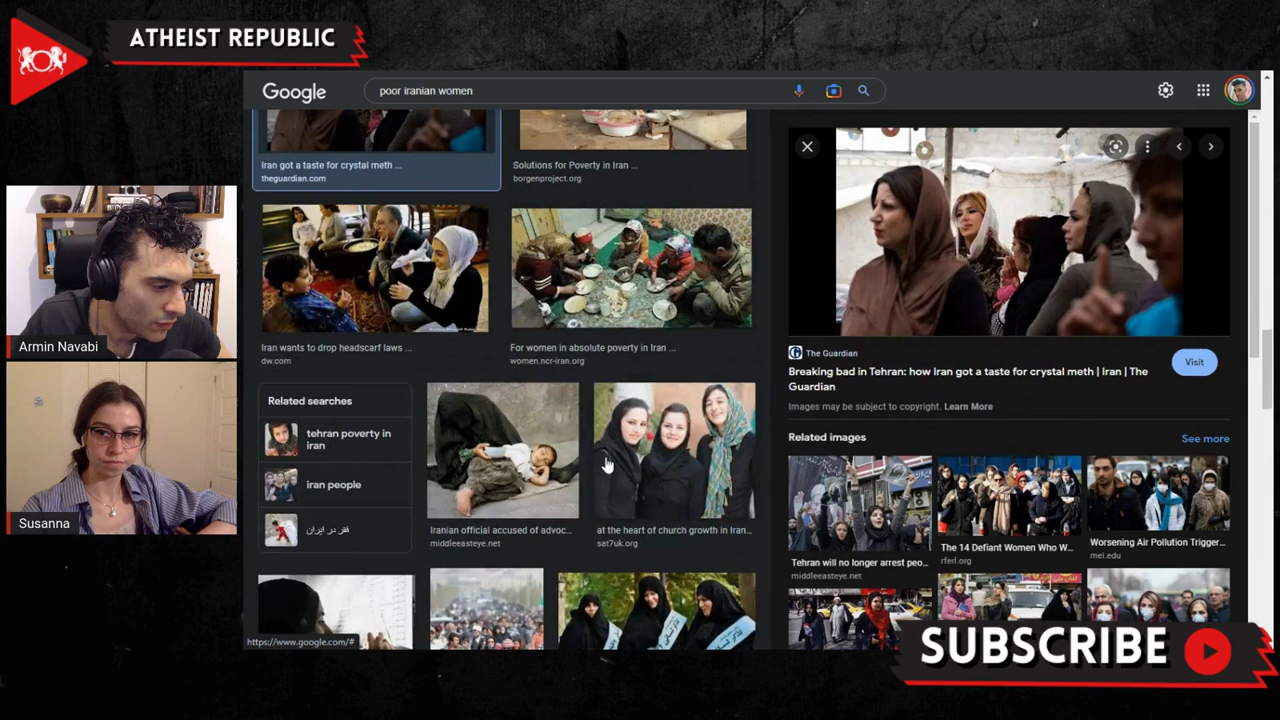 ATHEIST REPUBLIC
Google
poor iranian women
Iran got a taste for crystal meth ...
theguardian.com
Solutions for Poverty in Iran ...
borgenproject.org
Iran wants to drop headscarf laws ...
dw.com
For women in absolute poverty in Iran ...
women.ncr-iran.org
Related searches
tehran poverty in
iran
iran people
فقر در ایران
Iranian official accused of advoc...
middleeasteye.net
at the heart of church growth in Iran...
sat7uk.org
https://www.google.com/#
The Guardian
Visit
Breaking bad in Tehran: how Iran got a taste for crystal meth | Iran | The
Guardian
Images may be subject to copyright. Learn More
Related images
See more
Tehran will no longer arrest peo...
middleeasteye.net
The 14 Defiant Women Who W...
rferl.org
Worsening Air Pollution Trigger...
mei.edu
Armin Navabi
Susanna
SUBSCRIBE